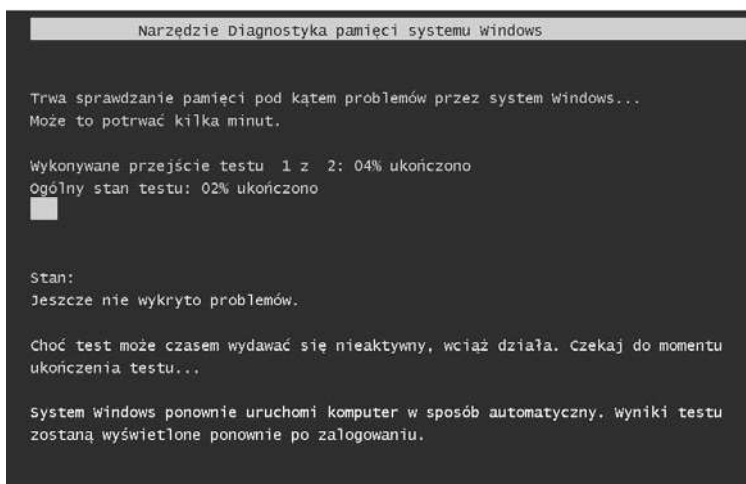 Narzędzie Diagnostyka pamięci systemu Windows
Trwa sprawdzanie pamięci pod kątem problemów przez system Windows...
Może to potrwać kilka minut.
Wykonywane przejście testu 1 z 2: 04% ukończono
Ogólny stan testu: 02% ukończono
Stan:
Jeszcze nie wykryto problemów.
Choć test może czasem wydawać się nieaktywny, wciąż działa. Czekaj do momentu
ukończenia testu...
System Windows ponownie uruchomi komputer w sposób automatyczny. Wyniki testu
zostaną wyświetlone ponownie po zalogowaniu.